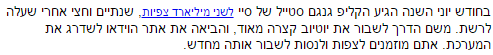 בחודש יוני השנה הגיע הקליפ גנגם סטייל של סיי לשני מיליארד צפיות, שנתיים וחצי אחרי שעלה
לרשת. משם הדרך לשבור את יוטיוב קצרה מאוד, והביאה את אתר הוידאו לשדרג את
המערכת. אתם מוזמנים לצפות ולנסות לשבור אותה מחדש.